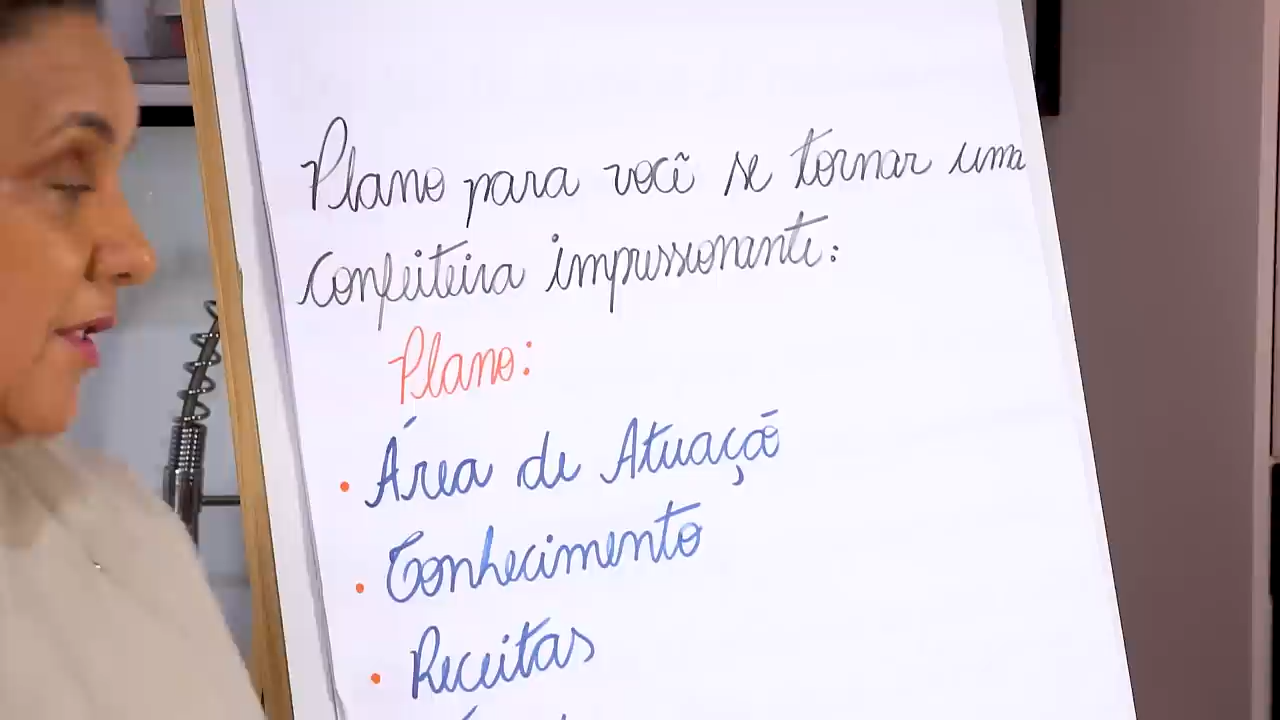 Plano para você se tornar uma
confeiteira impressionante:
Plano:
• Área de Atuação
• Conhecimento
• Receitas